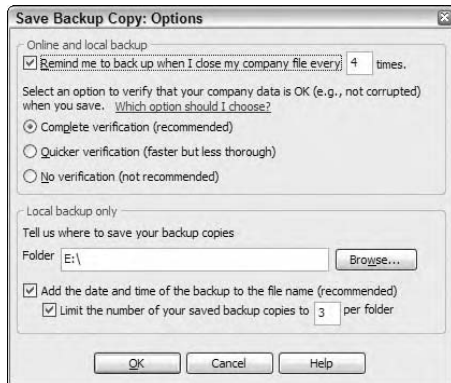 Save Backup Copy: Options
Online and local backup
Remind me to back up when I close my company file every 4 times.
Select an option to verify that your company data is OK (e.g., not corrupted)
when you save. Which option should I choose?
Complete verification (recommended)
Quicker verification (faster but less thorough)
No verification (not recommended)
Local backup only
Tell us where to save your backup copies
Folder E:\ Browse...
Add the date and time of the backup to the file name (recommended)
Limit the number of your saved backup copies to 3 per folder
OK Cancel Help